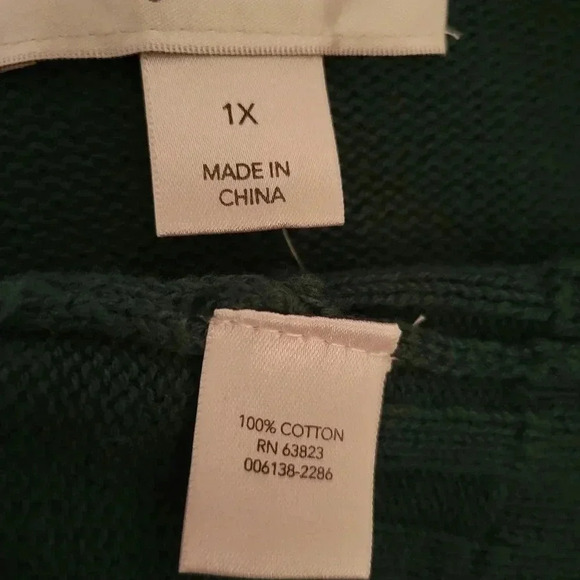 1X
MADE IN
CHINA
100% COTTON
RN 63823
006138-2286